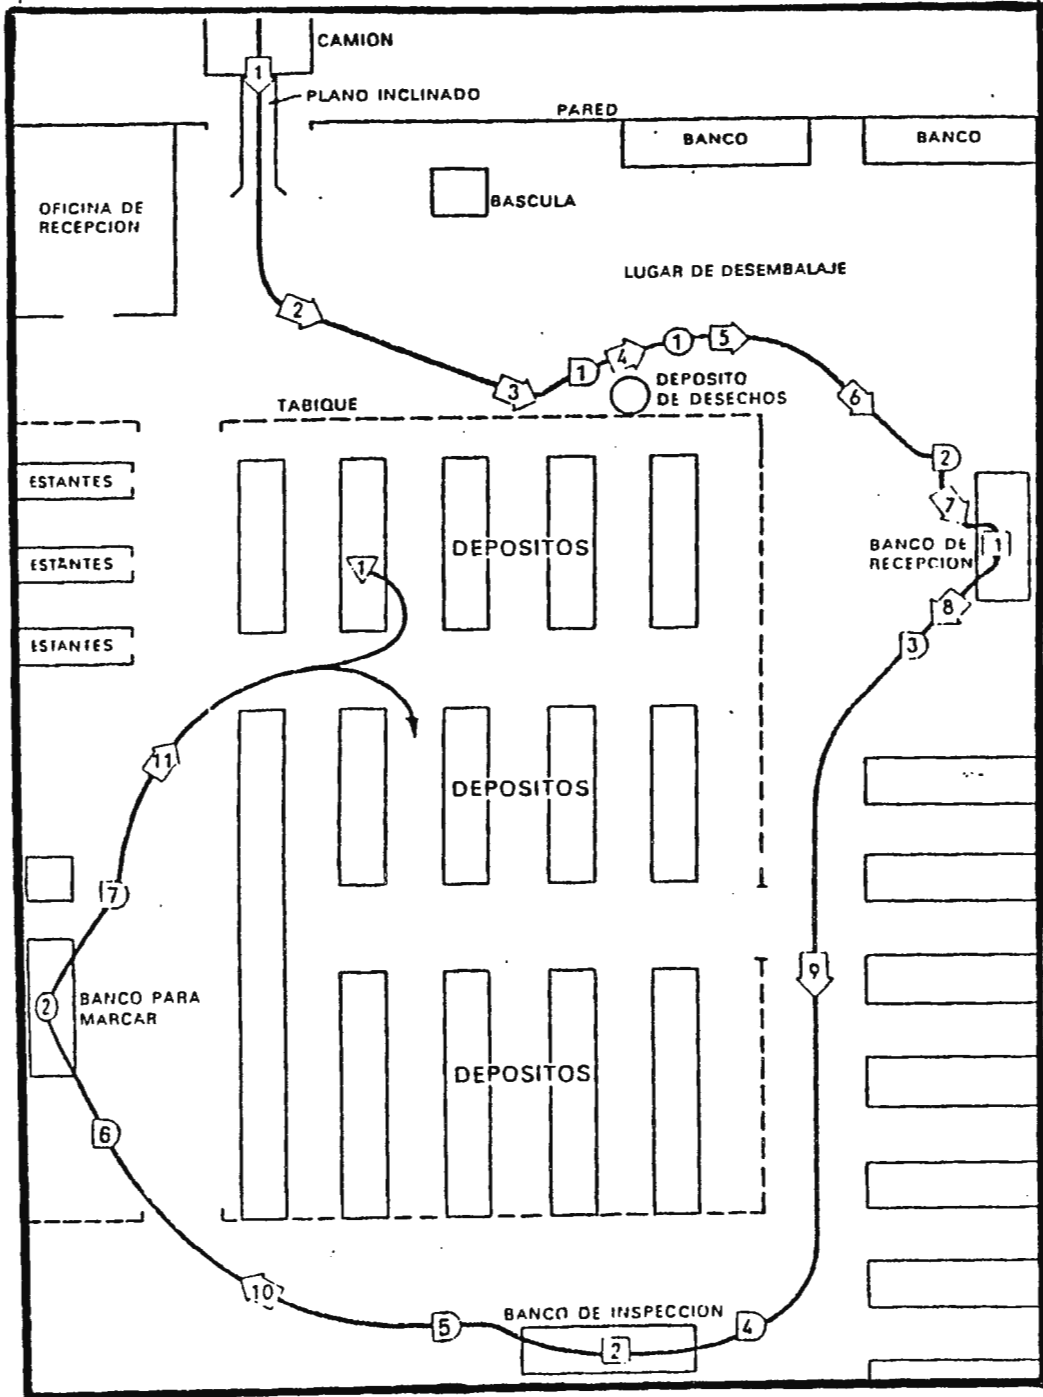 CAMION
1
PLANO INCLINADO
PARED
BANCO
BANCO
BASCULA
OFICINA DE
RECEPCION
LUGAR DE DESEMBALAJE
2
3
1
4
1
5
DEPOSITO
DE DESECHOS
6
TABIQUE
2
ESTANTES
7
DEPOSITOS
BANCO DE
RECEPCION
1
ESTANTES
1
8
3
ESTANTES
11
DEPOSITOS
7
9
2
BANCO PARA
MARCAR
DEPOSITOS
6
10
BANCO DE INSPECCION
5
2
4